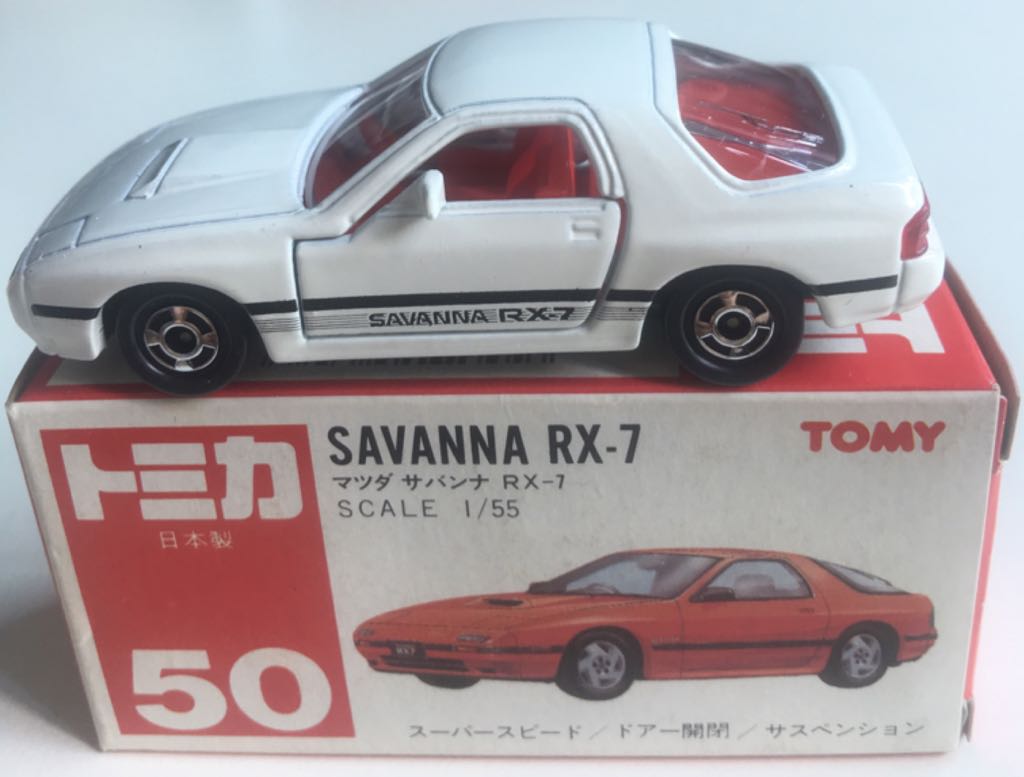 SAVANNA RX-7
トミカ
日本製
50
SAVANNA RX-7
マツダ サバンナ RX-7
SCALE 1/55
TOMY
RX7
スーパースピード／ドアー開閉／サスペンション